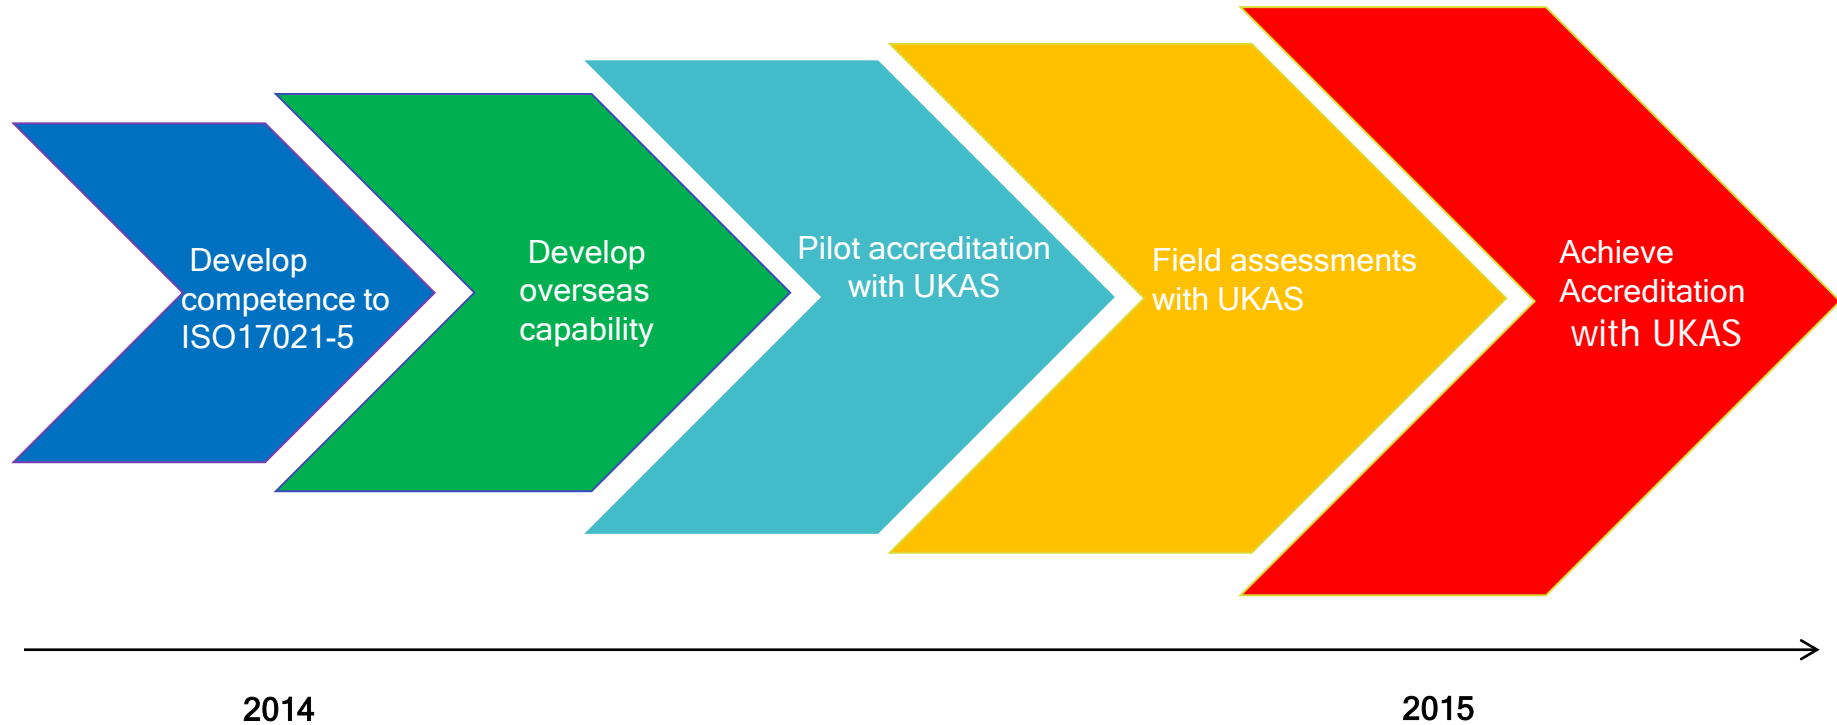 Develop
competence to
ISO17021-5
Develop
overseas
capability
Pilot accreditation
with UKAS
Field assessments
with UKAS
Achieve
Accreditation
with UKAS
2014
2015